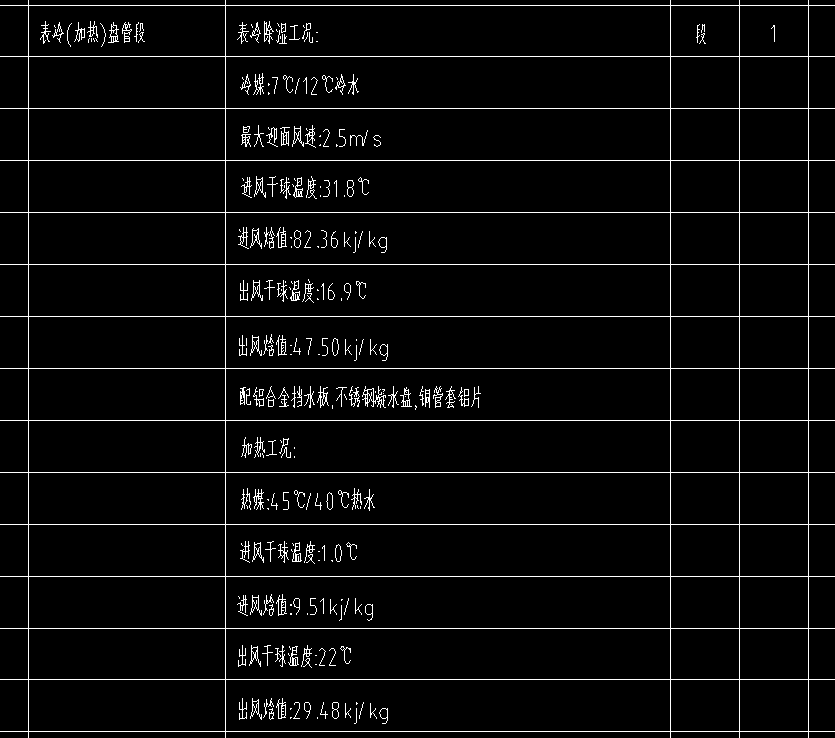 表冷(加热)盘管段 表冷除湿工况: 段 1
冷媒:7℃/12℃冷水
最大迎面风速:2.5m/s
进风干球温度:31.8℃
进风焓值:82.36kj/kg
出风干球温度:16.9℃
出风焓值:47.50kj/kg
配铝合金挡水板,不锈钢凝水盘,铜管套铝片
加热工况:
热媒:45℃/40℃热水
进风干球温度:1.0℃
进风焓值:9.51kj/kg
出风干球温度:22℃
出风焓值:29.48kj/kg